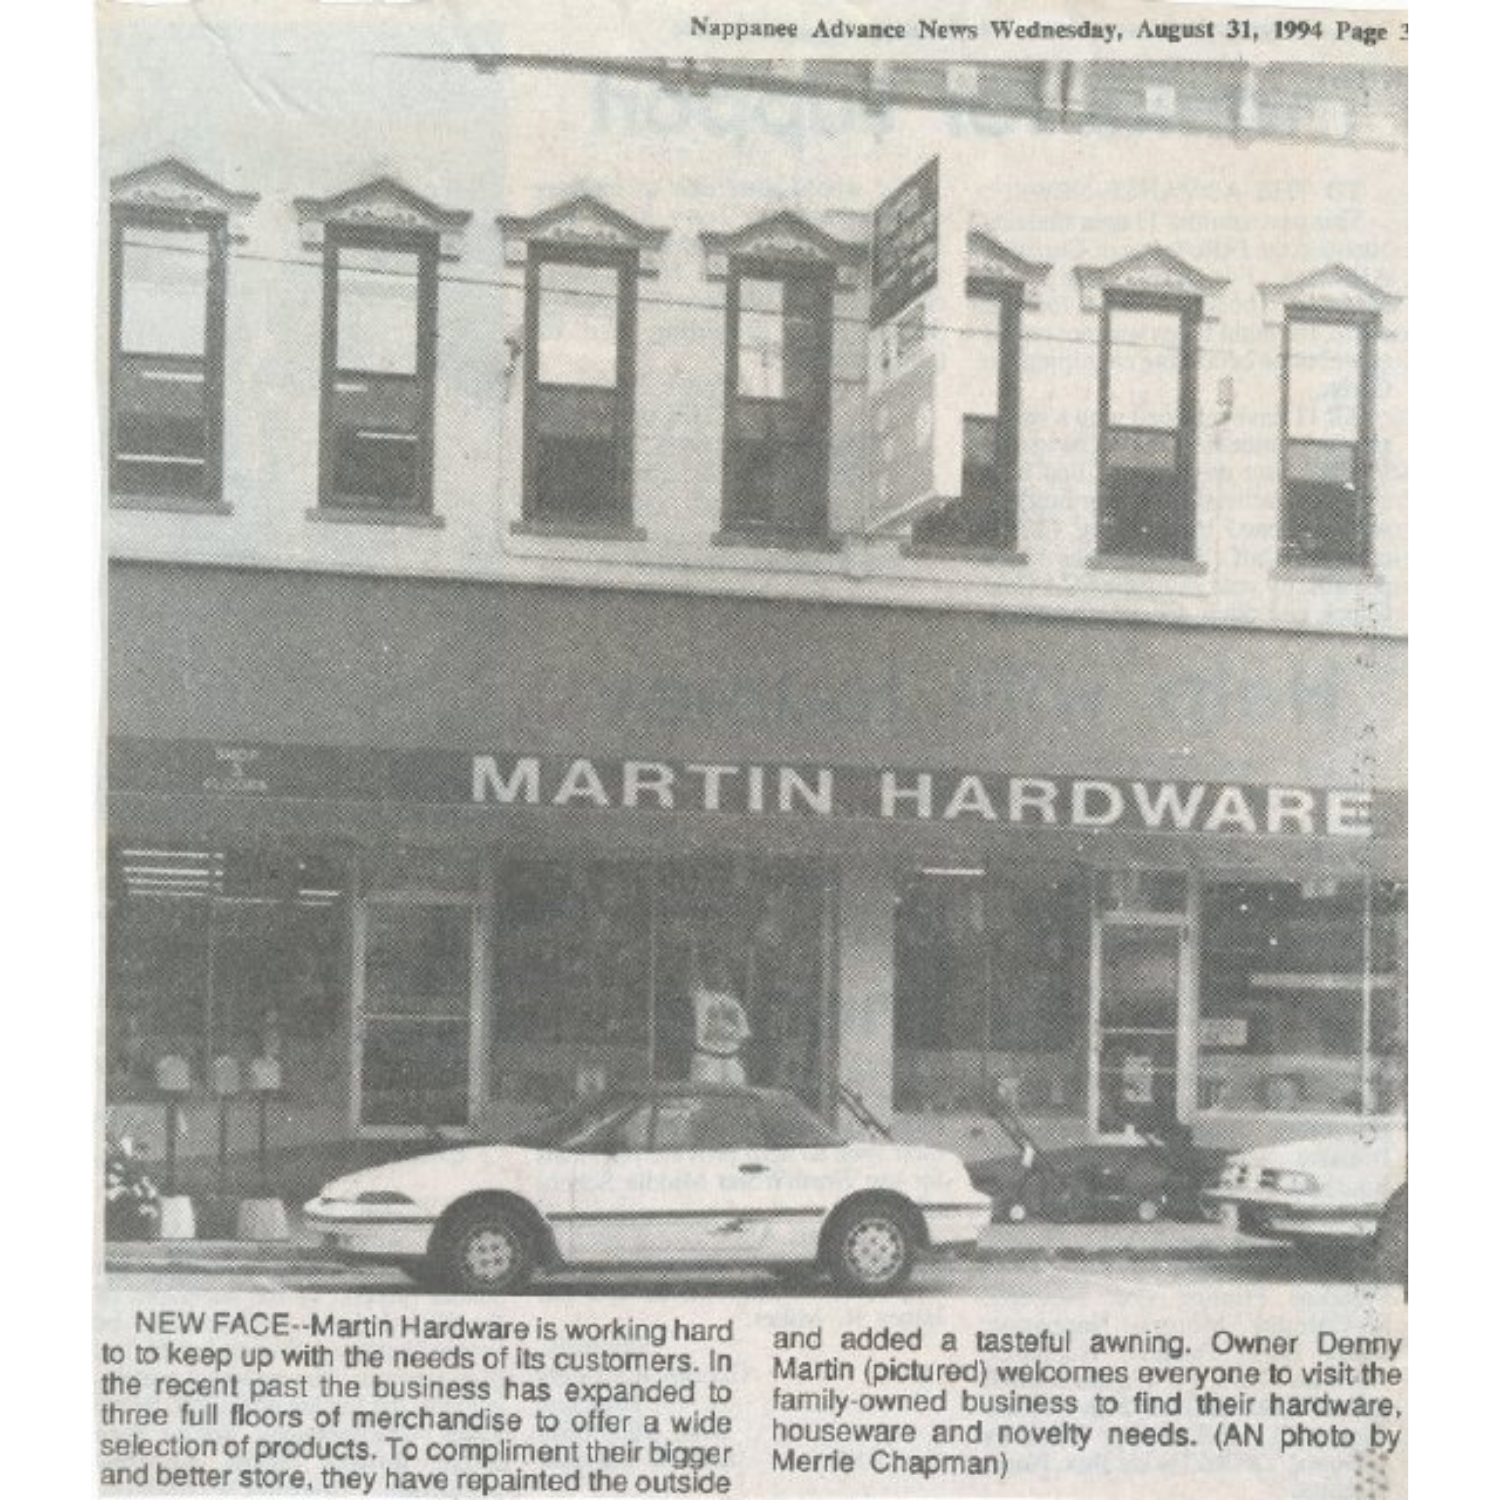 Nappanee Advance News Wednesday, August 31, 1994 Page 3
SHOP
3
FLOORS
MARTIN HARDWARE
NEW FACE--Martin Hardware is working hard
to to keep up with the needs of its customers. In
the recent past the business has expanded to
three full floors of merchandise to offer a wide
selection of products. To compliment their bigger
and better store, they have repainted the outside
and added a tasteful awning. Owner Denny
Martin (pictured) welcomes everyone to visit the
family-owned business to find their hardware,
houseware and novelty needs. (AN photo by
Merrie Chapman)